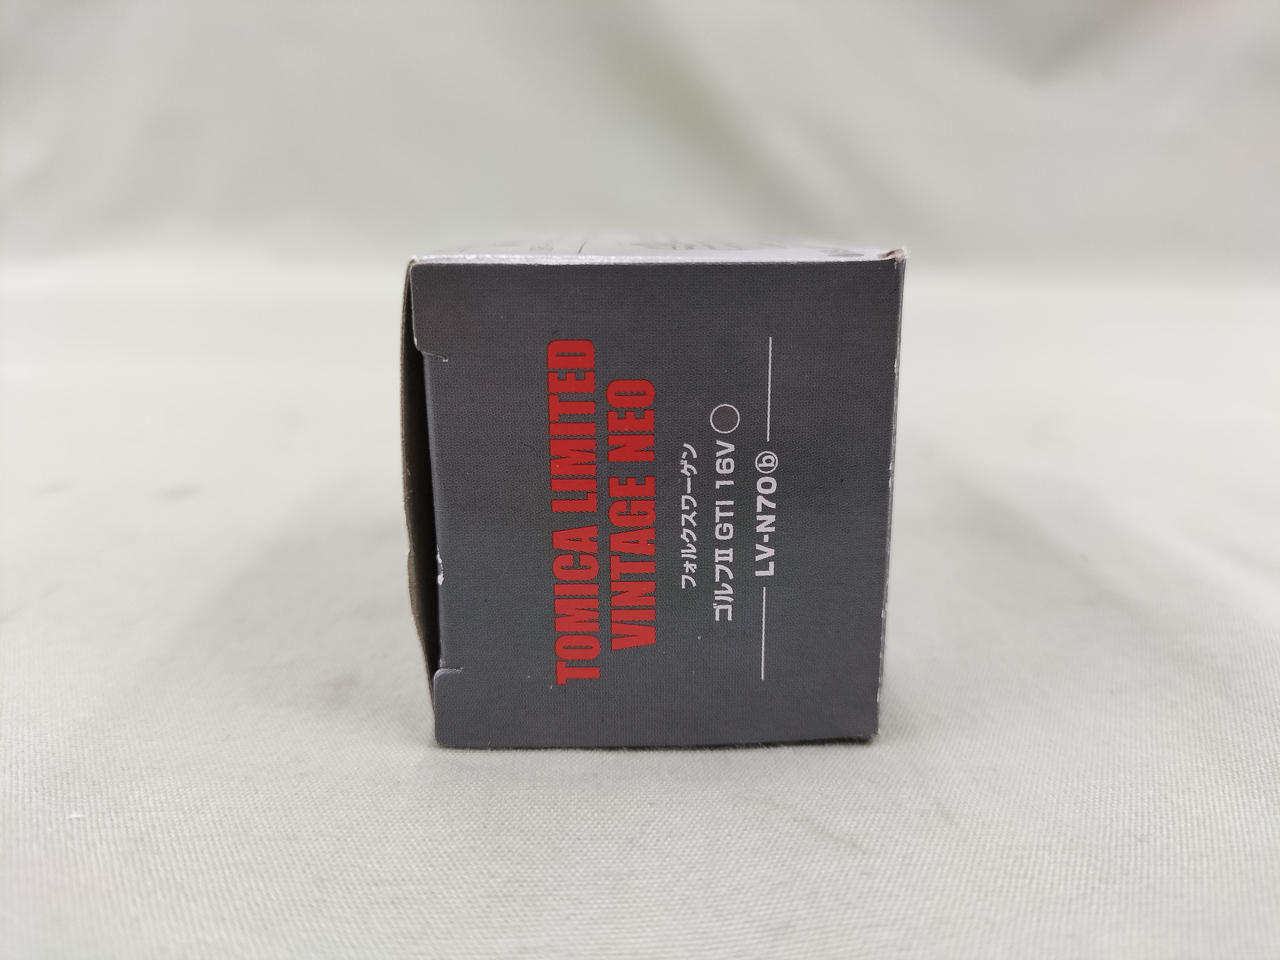 TOMICA LIMITED
VINTAGE NEO
フォルクスワーゲン
ゴルフII GTI 16V
LV-N70ⓑ